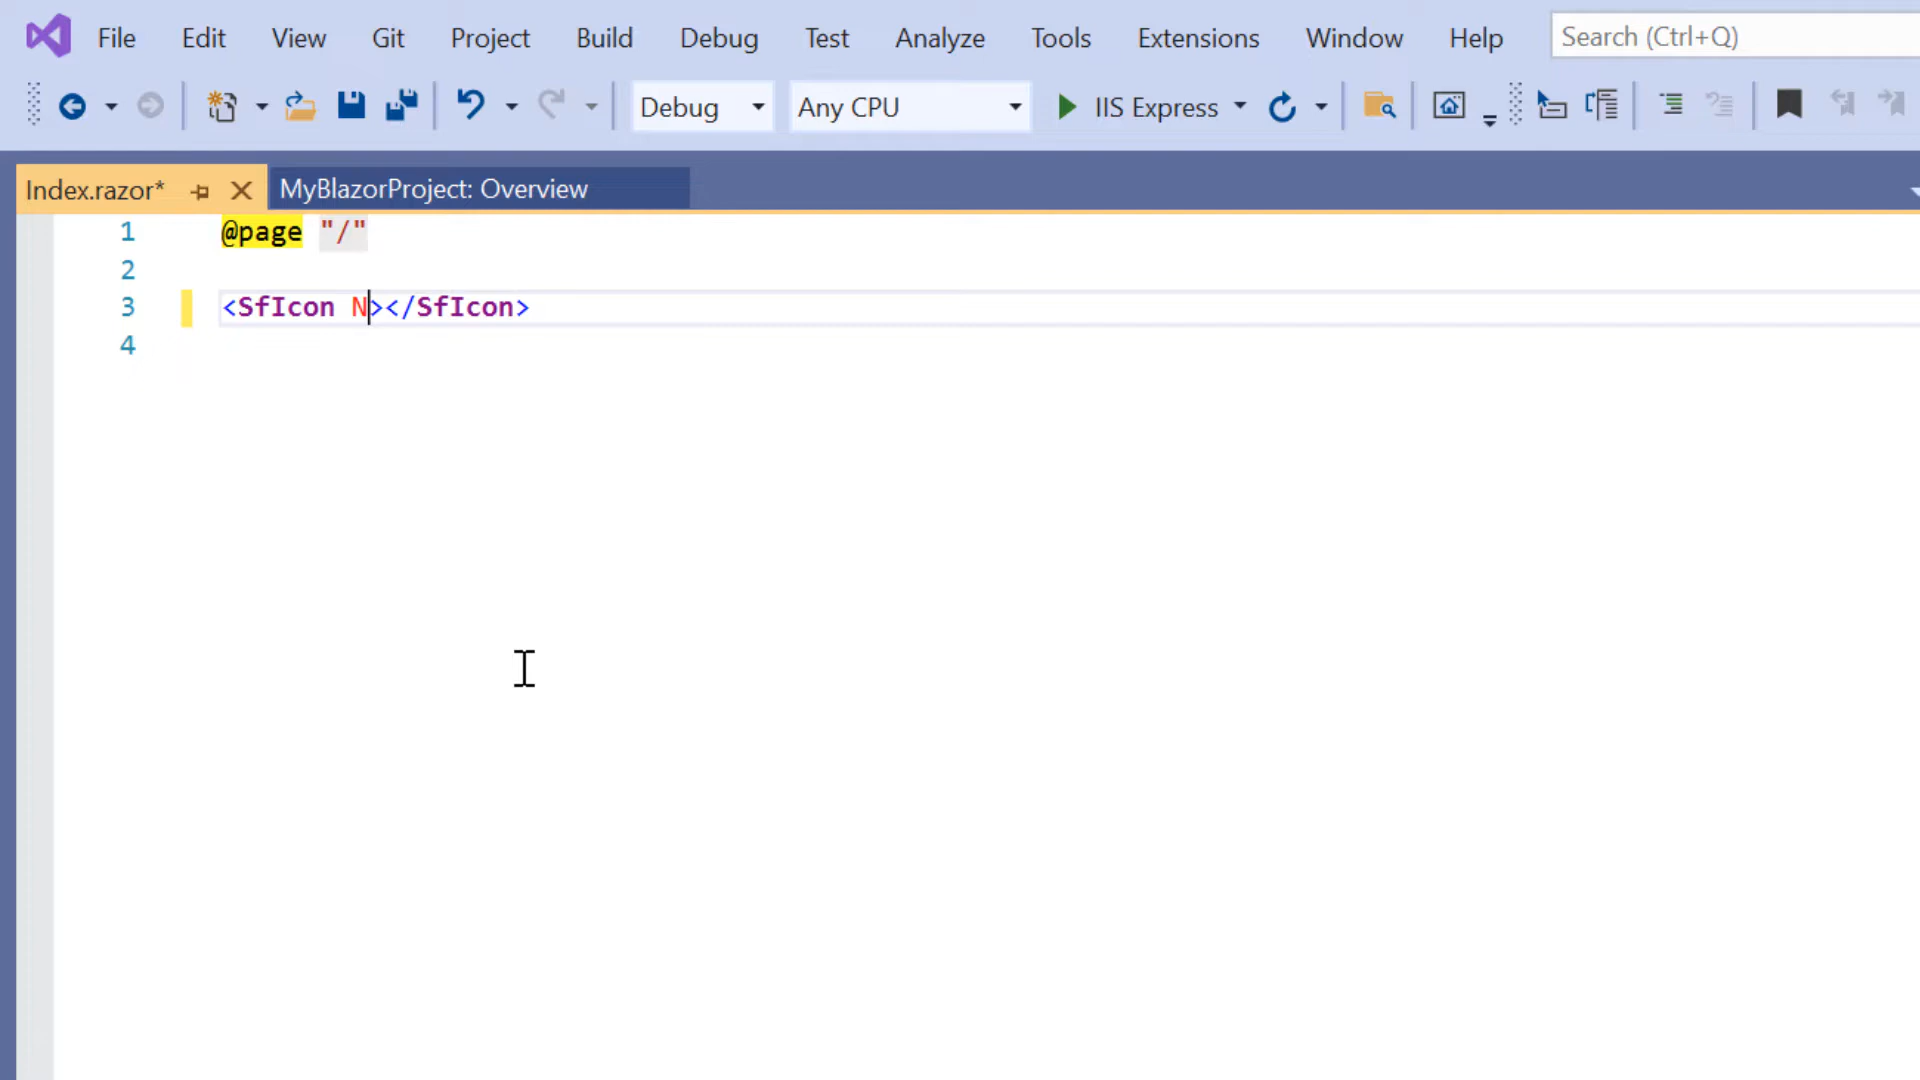 File Edit View Git Project Build Debug Test Analyze Tools Extensions Window Help Search (Ctrl+Q)
Debug Any CPU IIS Express
Index.razor* MyBlazorProject: Overview
1 @page "/"
2
3 <SfIcon N></SfIcon>
4